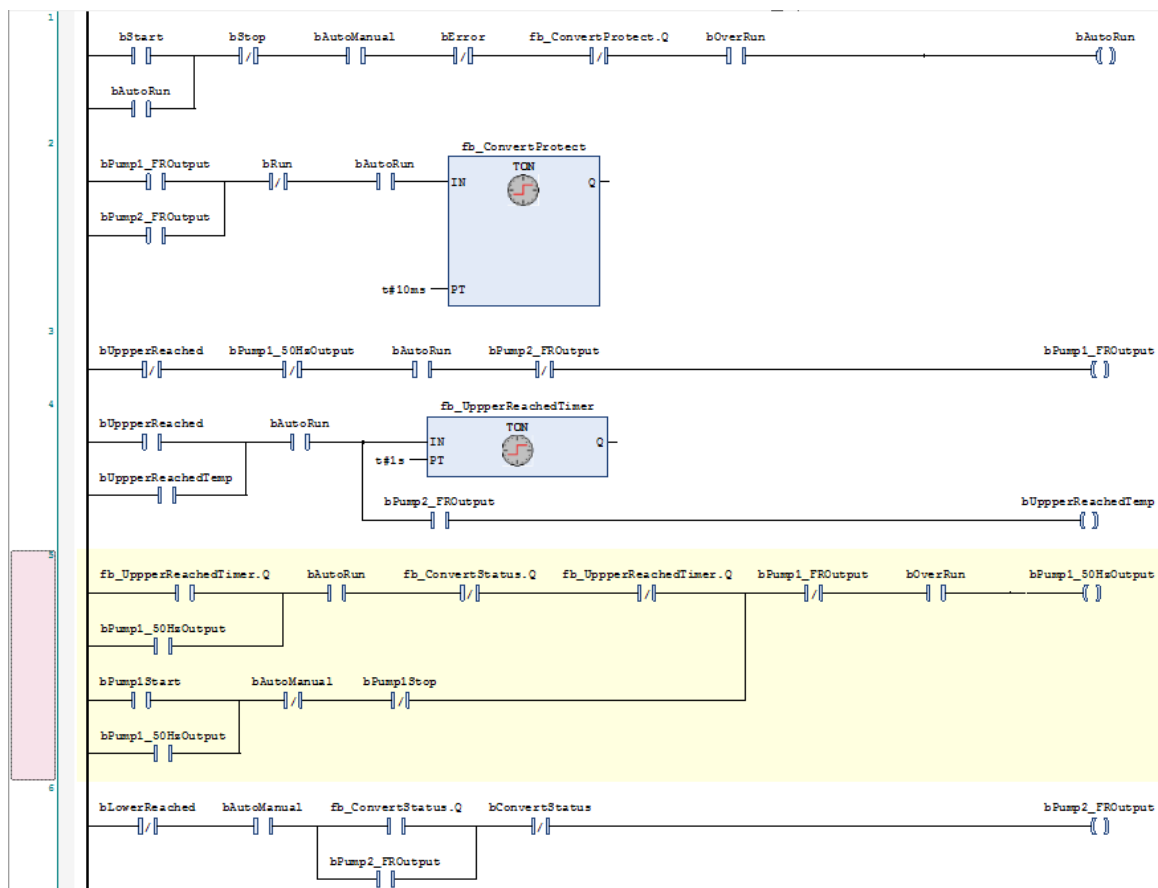 1
bStart bStop bAutoManual bError fb_ConvertProtect.Q bOverRun bAutoRun
bAutoRun
2
fb_ConvertProtect
bPump1_FROutput bRun bAutoRun TON
IN Q
bPump2_FROutput
t#10ms PT
3
bUppperReached bPump1_50HsOutput bAutoRun bPump2_FROutput bPump1_FROutput
4
fb_UppperReachedTimer
bUppperReached bAutoRun TON
IN Q
t#1s PT
bUppperReachedTemp
bPump2_FROutput bUppperReachedTemp
5
fb_UppperReachedTimer.Q bAutoRun fb_ConvertStatus.Q fb_UppperReachedTimer.Q bPump1_FROutput bOverRun bPump1_50HsOutput
bPump1_50HsOutput
bPump1Start bAutoManual bPump1Stop
bPump1_50HsOutput
6
bLowerReached bAutoManual fb_ConvertStatus.Q bConvertStatus bPump2_FROutput
bPump2_FROutput